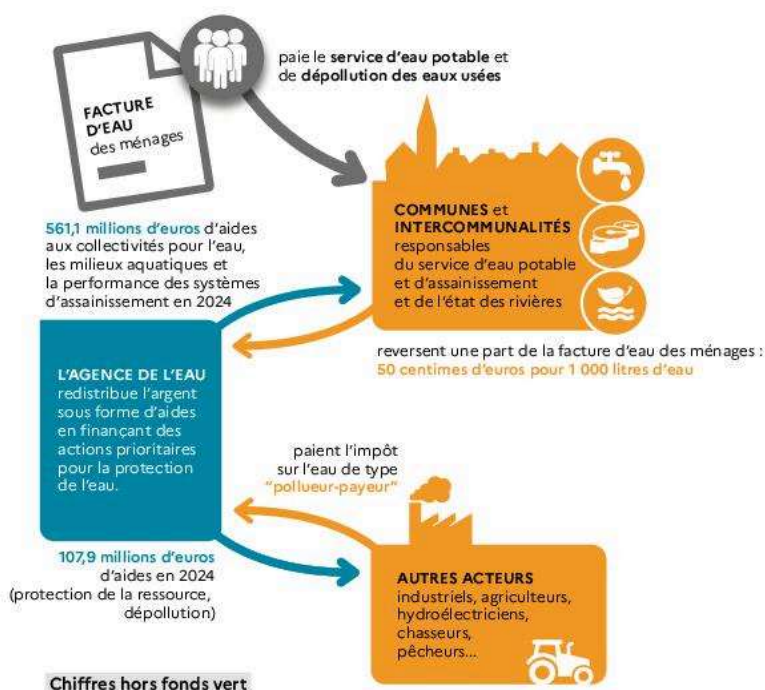 paie le service d'eau potable et
de dépollution des eaux usées
FACTURE
D'EAU
des ménages
COMMUNES et
INTERCOMMUNALITÉS
responsables
du service d'eau potable
et d'assainissement
et de l'état des rivières
561,1 millions d'euros d'aides
aux collectivités pour l'eau,
les milieux aquatiques et
la performance des systèmes
d'assainissement en 2024
reversent une part de la facture d'eau des ménages :
50 centimes d'euros pour 1 000 litres d'eau
L'AGENCE DE L'EAU
redistribue l'argent
sous forme d'aides
en finançant des
actions prioritaires
pour la protection
de l'eau.
paient l'impôt
sur l'eau de type
"pollueur-payeur"
107,9 millions d'euros
d'aides en 2024
(protection de la ressource,
dépollution)
AUTRES ACTEURS
industriels, agriculteurs,
hydroélectriciens,
chasseurs,
pêcheurs...
Chiffres hors fonds vert